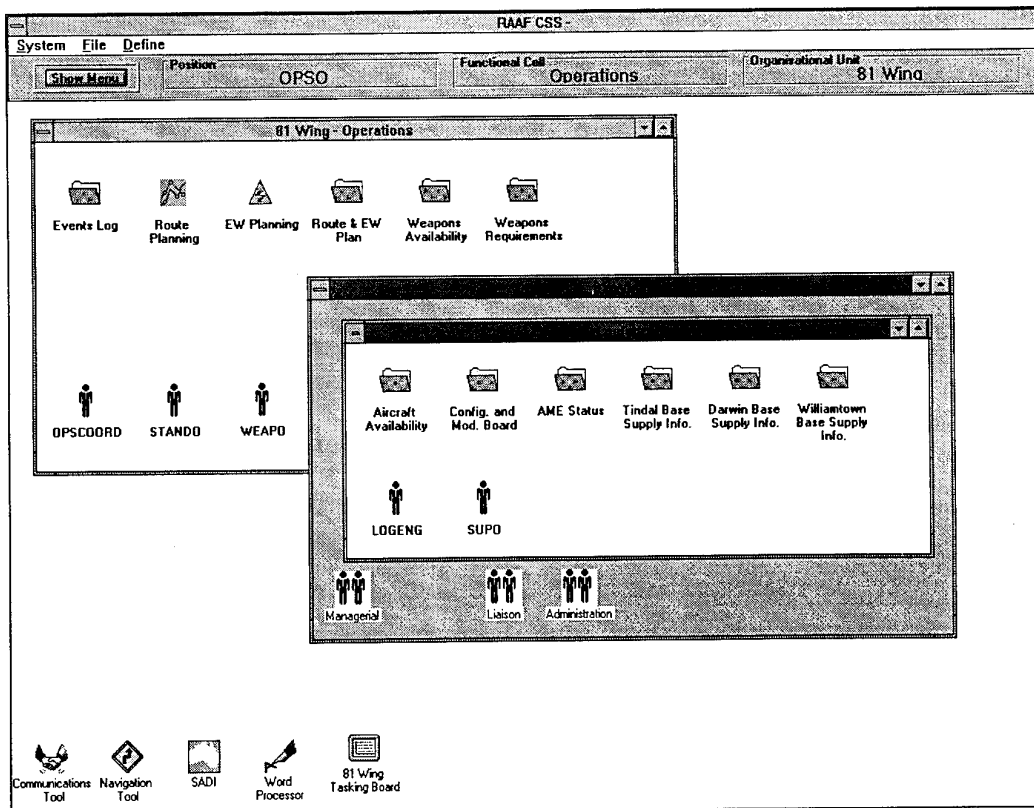 RAAF CSS -
System File Define
Show Menu
Position
OPSO
Functional Cell
Operations
Organisational Unit
81 Wing
81 Wing - Operations
Events Log
Route
Planning
EW Planning
Route & EW
Plan
Weapons
Availability
Weapons
Requirements
OPSCOORD
STANDO
WEAPO
Aircraft
Availability
Config. and
Mod. Board
AME Status
Tindal Base
Supply Info.
Darwin Base
Supply Info.
Williamtown
Base Supply
Info.
LOGENG
SUPO
Managerial
Liaison
Administration
Communications
Tool
Navigation
Tool
SADI
Word
Processor
81 Wing
Tasking Board